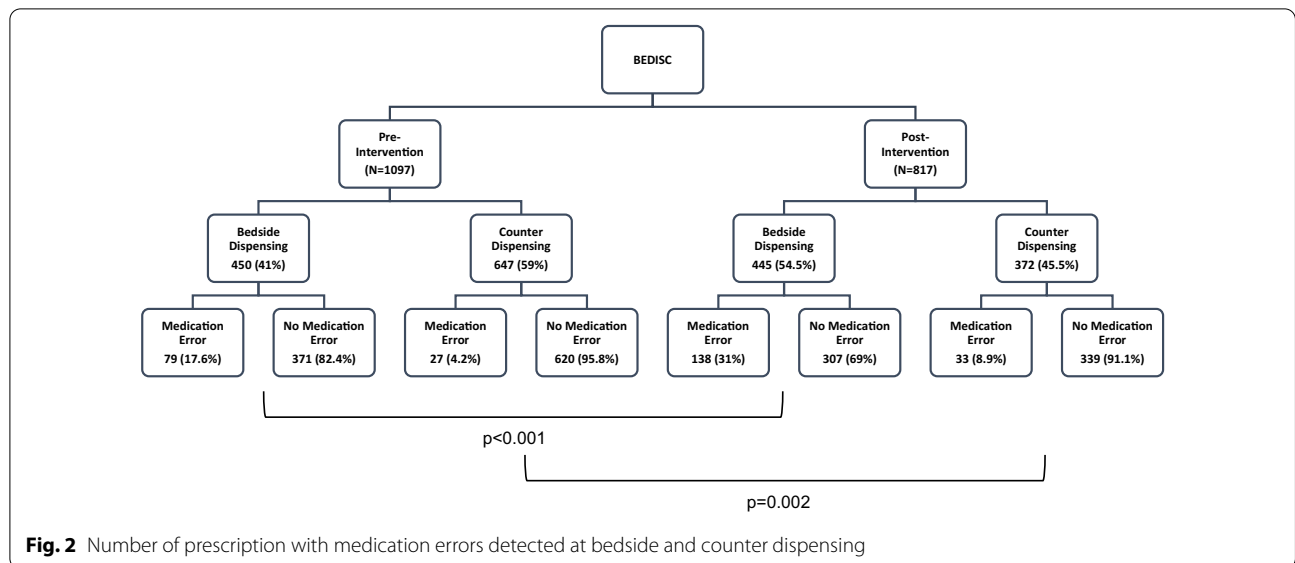 BEDISC
Pre-
Intervention
(N=1097)
Post-
Intervention
(N=817)
Bedside
Dispensing
450 (41%)
Counter
Dispensing
647 (59%)
Bedside
Dispensing
445 (54.5%)
Counter
Dispensing
372 (45.5%)
Medication
Error
79 (17.6%)
No Medication
Error
371 (82.4%)
Medication
Error
27 (4.2%)
No Medication
Error
620 (95.8%)
Medication
Error
138 (31%)
No Medication
Error
307 (69%)
Medication
Error
33 (8.9%)
No Medication
Error
339 (91.1%)
p<0.001
p=0.002
Fig. 2 Number of prescription with medication errors detected at bedside and counter dispensing